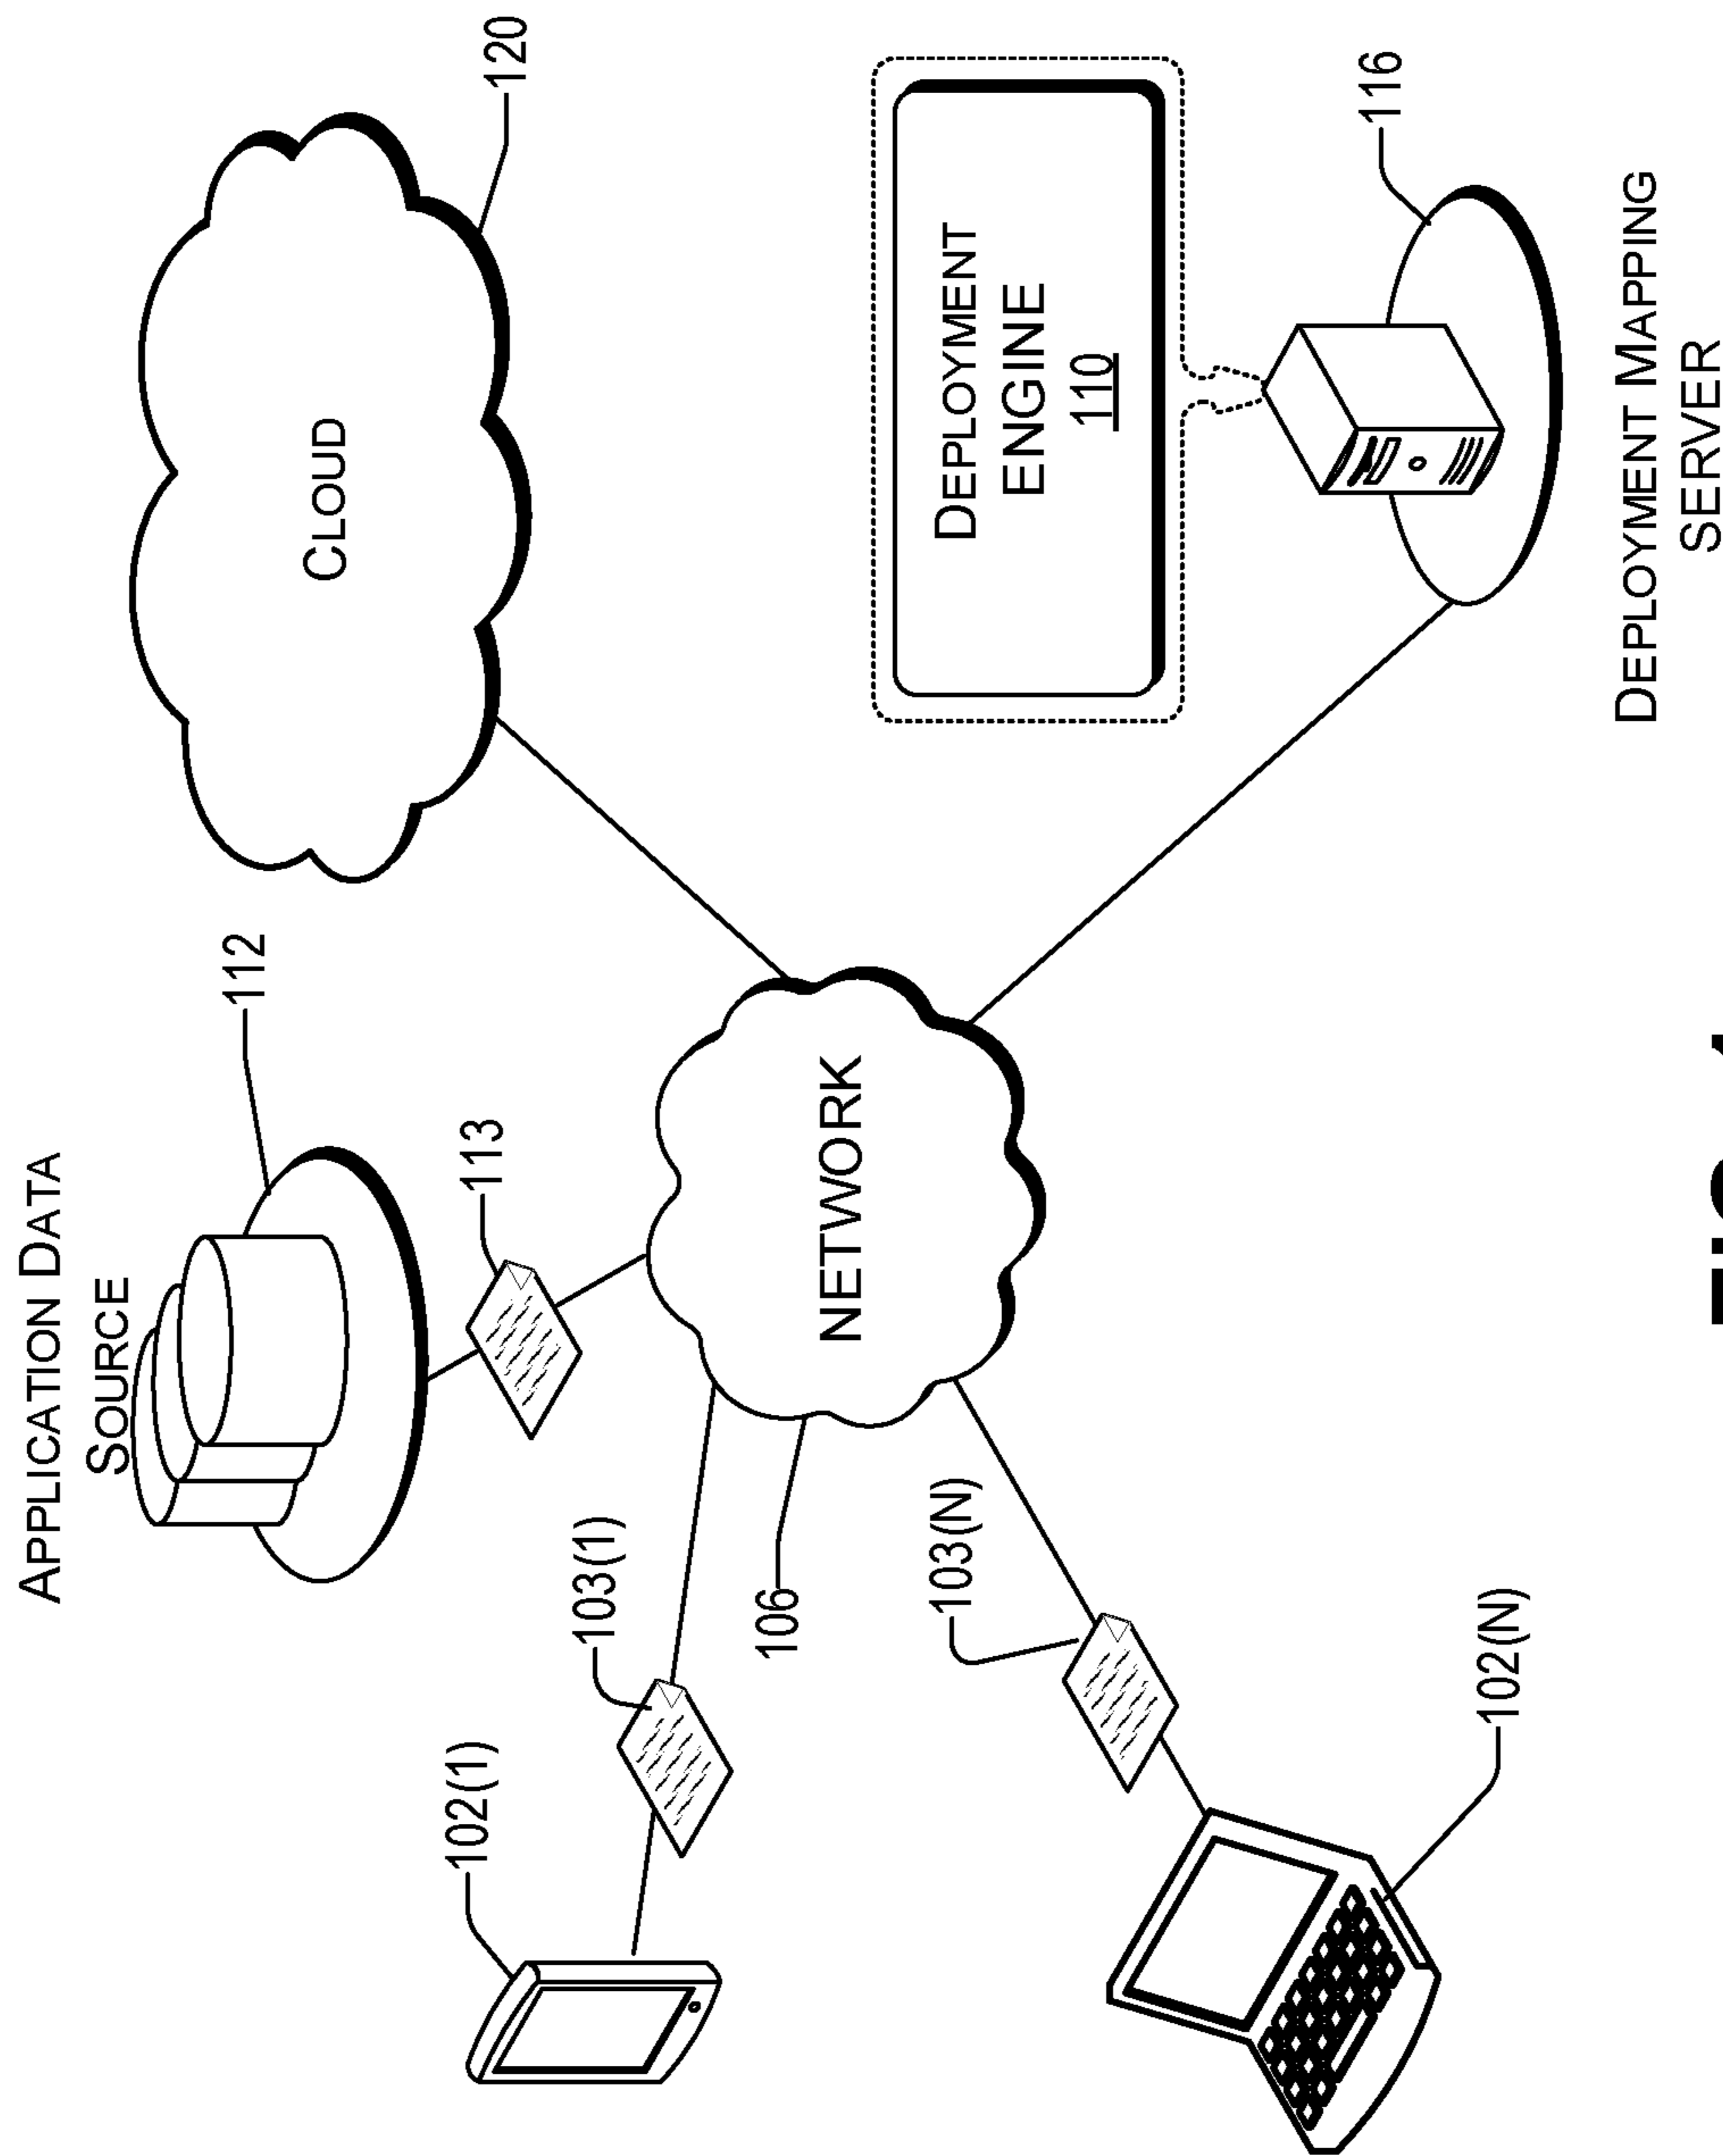 APPLICATION DATA
SOURCE
112
113
102(1)
103(1)
106
103(N)
102(N)
NETWORK
CLOUD
120
DEPLOYMENT
ENGINE
110
116
DEPLOYMENT MAPPING
SERVER